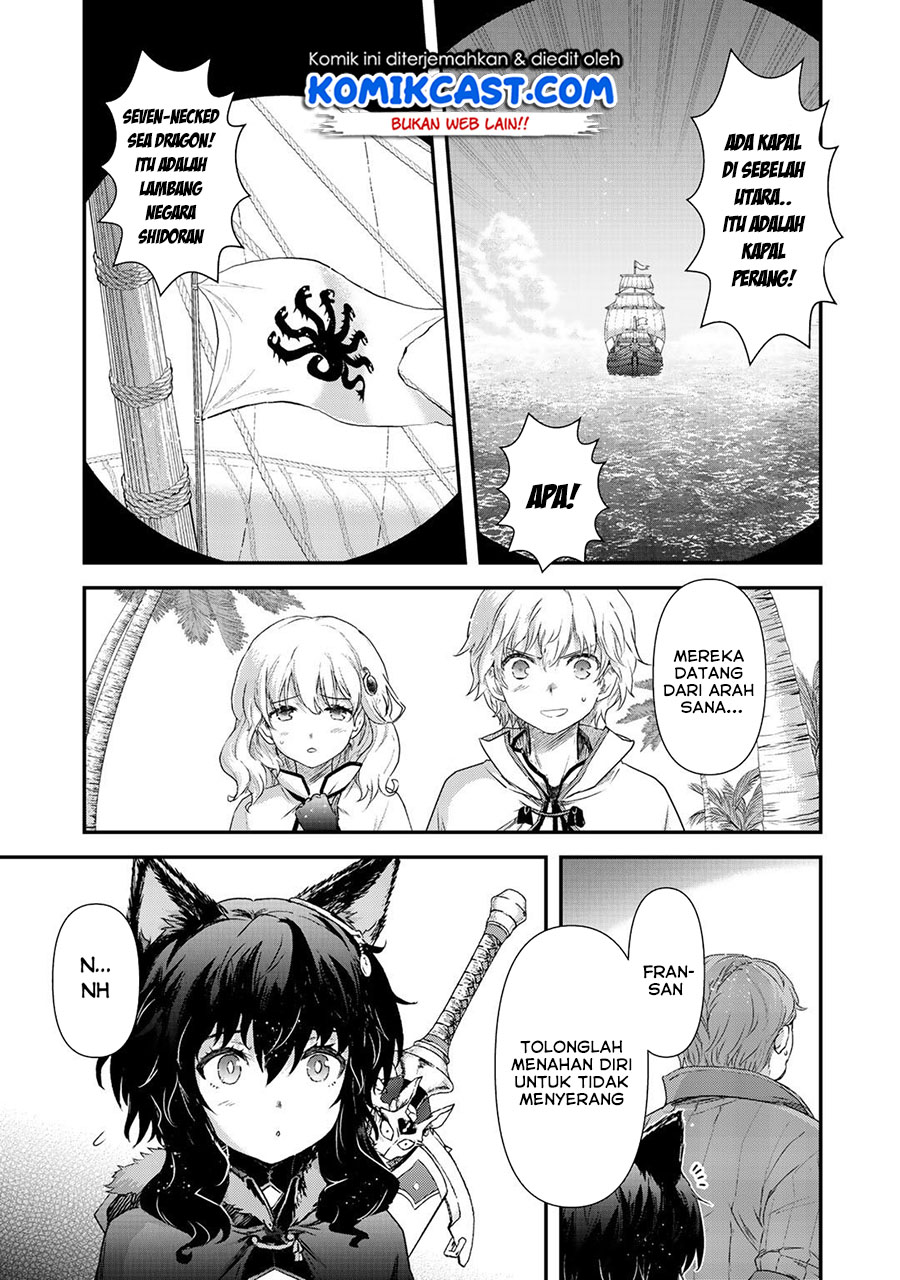 Komik ini diterjemahkan & diedit oleh
KOMIKCAST.COM
BUKAN WEB LAIN!!
ADA KAPAL
DI SEBELAH
UTARA..
ITU ADALAH
KAPAL
PERANG!
SEVEN-NECKED
SEA DRAGON!
ITU ADALAH
LAMBANG
NEGARA
SHIDORAN
APA!
MEREKA
DATANG
DARI ARAH
SANA...
FRAN-
SAN
TOLONGLAH
MENAHAN DIRI
UNTUK TIDAK
MENYERANG
N...
NH